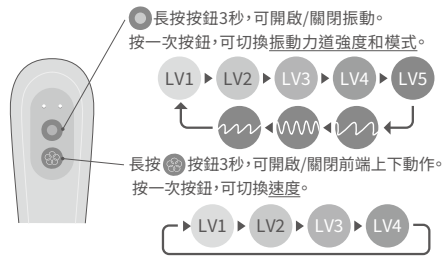 長按按鈕3秒,可開啟/關閉振動。
按一次按鈕,可切換振動力道強度和模式。
LV1 LV2 LV3 LV4 LV5
長按 按鈕3秒,可開啟/關閉前端上下動作。
按一次按鈕,可切換速度。
LV1 LV2 LV3 LV4